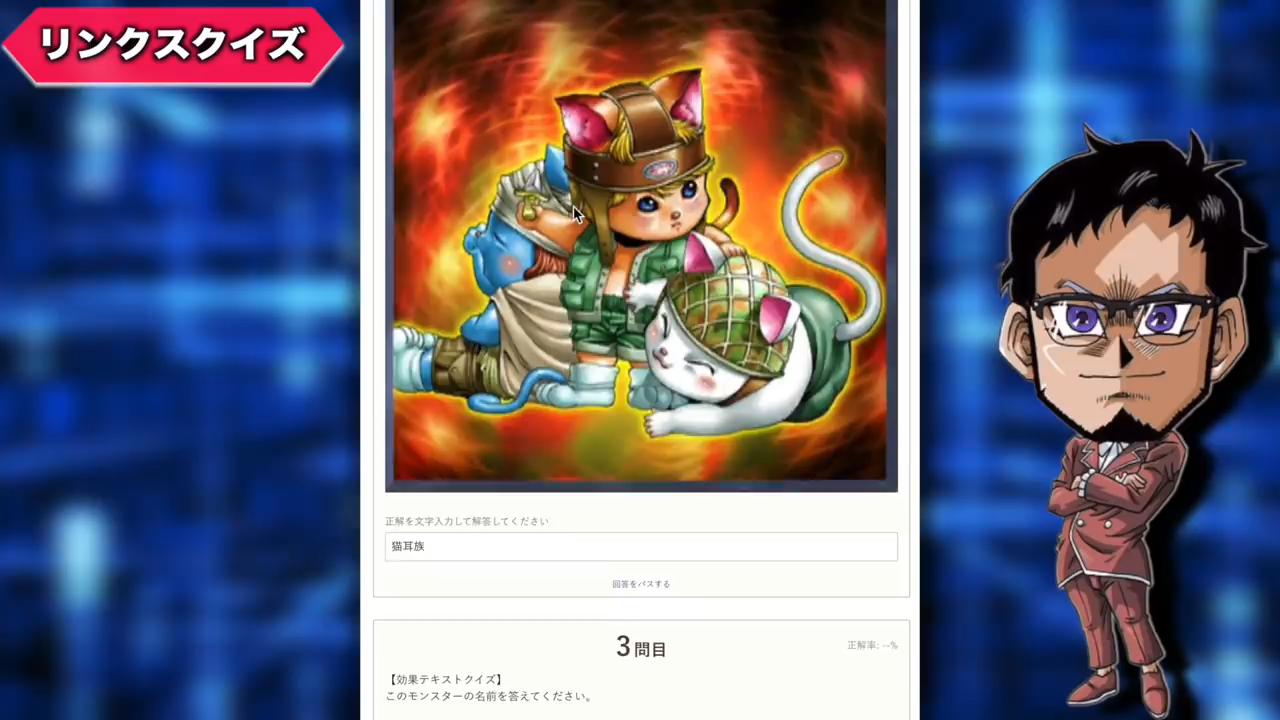 リンクスクイズ
正解を文字入力して解答してください
猫耳族
回答をパスする
3問目
正解率: --%
【効果テキストクイズ】
このモンスターの名前を答えてください。